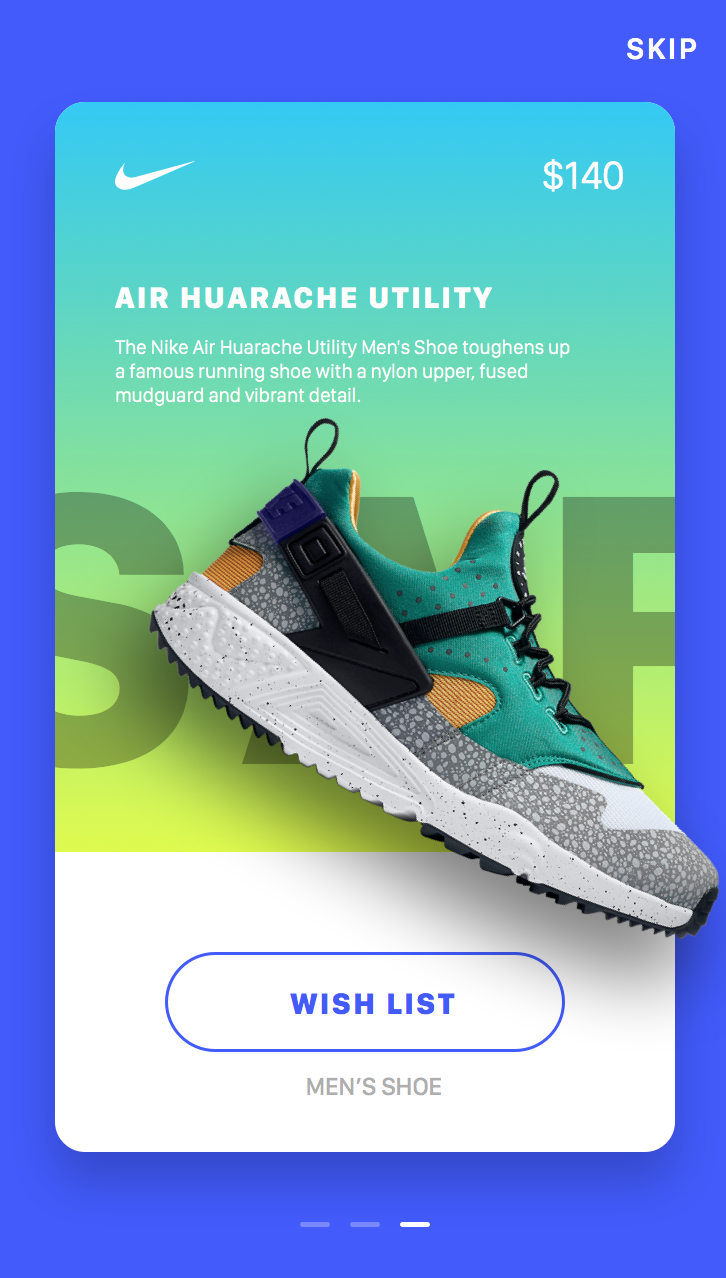 SKIP
$140
AIR HUARACHE UTILITY
The Nike Air Huarache Utility Men's Shoe toughens up
a famous running shoe with a nylon upper, fused
mudguard and vibrant detail.
WISH LIST
MEN’S SHOE